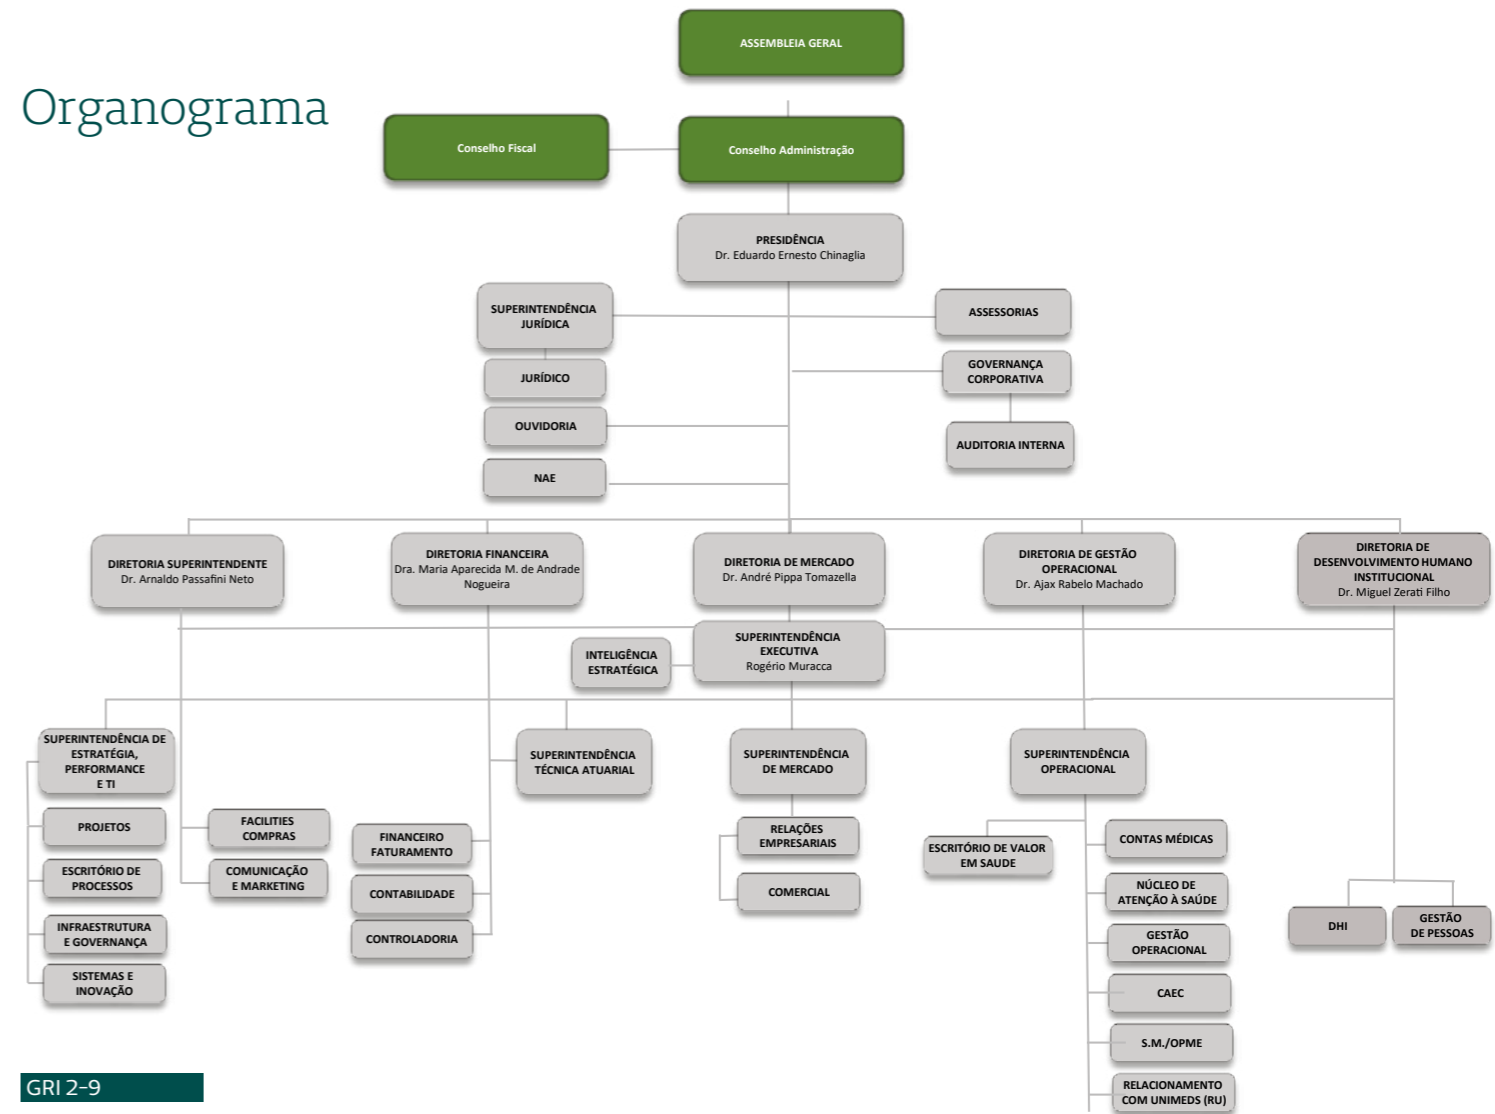 Organograma
ASSEMBLEIA GERAL
Conselho Fiscal
Conselho Administração
PRESIDÊNCIA
Dr. Eduardo Ernesto Chinaglia
SUPERINTENDÊNCIA
JURÍDICA
ASSESSORIAS
JURÍDICO
GOVERNANÇA
CORPORATIVA
OUVIDORIA
AUDITORIA INTERNA
NAE
DIRETORIA SUPERINTENDENTE
Dr. Arnaldo Passafini Neto
DIRETORIA FINANCEIRA
Dra. Maria Aparecida M. de Andrade
Nogueira
DIRETORIA DE MERCADO
Dr. André Pippa Tomazella
DIRETORIA DE GESTÃO
OPERACIONAL
Dr. Ajax Rabelo Machado
DIRETORIA DE
DESENVOLVIMENTO HUMANO
INSTITUCIONAL
Dr. Miguel Zerati Filho
INTELIGÊNCIA
ESTRATÉGICA
SUPERINTENDÊNCIA
EXECUTIVA
Rogério Muracca
SUPERINTENDÊNCIA DE
ESTRATÉGIA,
PERFORMANCE
E TI
SUPERINTENDÊNCIA
TÉCNICA ATUARIAL
SUPERINTENDÊNCIA
DE MERCADO
SUPERINTENDÊNCIA
OPERACIONAL
PROJETOS
ESCRITÓRIO DE
PROCESSOS
INFRAESTRUTURA
E GOVERNANÇA
SISTEMAS E
INOVAÇÃO
FACILITIES
COMPRAS
COMUNICAÇÃO
E MARKETING
FINANCEIRO
FATURAMENTO
CONTABILIDADE
CONTROLADORIA
RELAÇÕES
EMPRESARIAIS
COMERCIAL
ESCRITÓRIO DE VALOR
EM SAUDE
CONTAS MÉDICAS
NÚCLEO DE
ATENÇÃO À SAÚDE
GESTÃO
OPERACIONAL
CAEC
S.M./OPME
RELACIONAMENTO
COM UNIMEDS (RU)
DHI
GESTÃO
DE PESSOAS
GRI 2-9